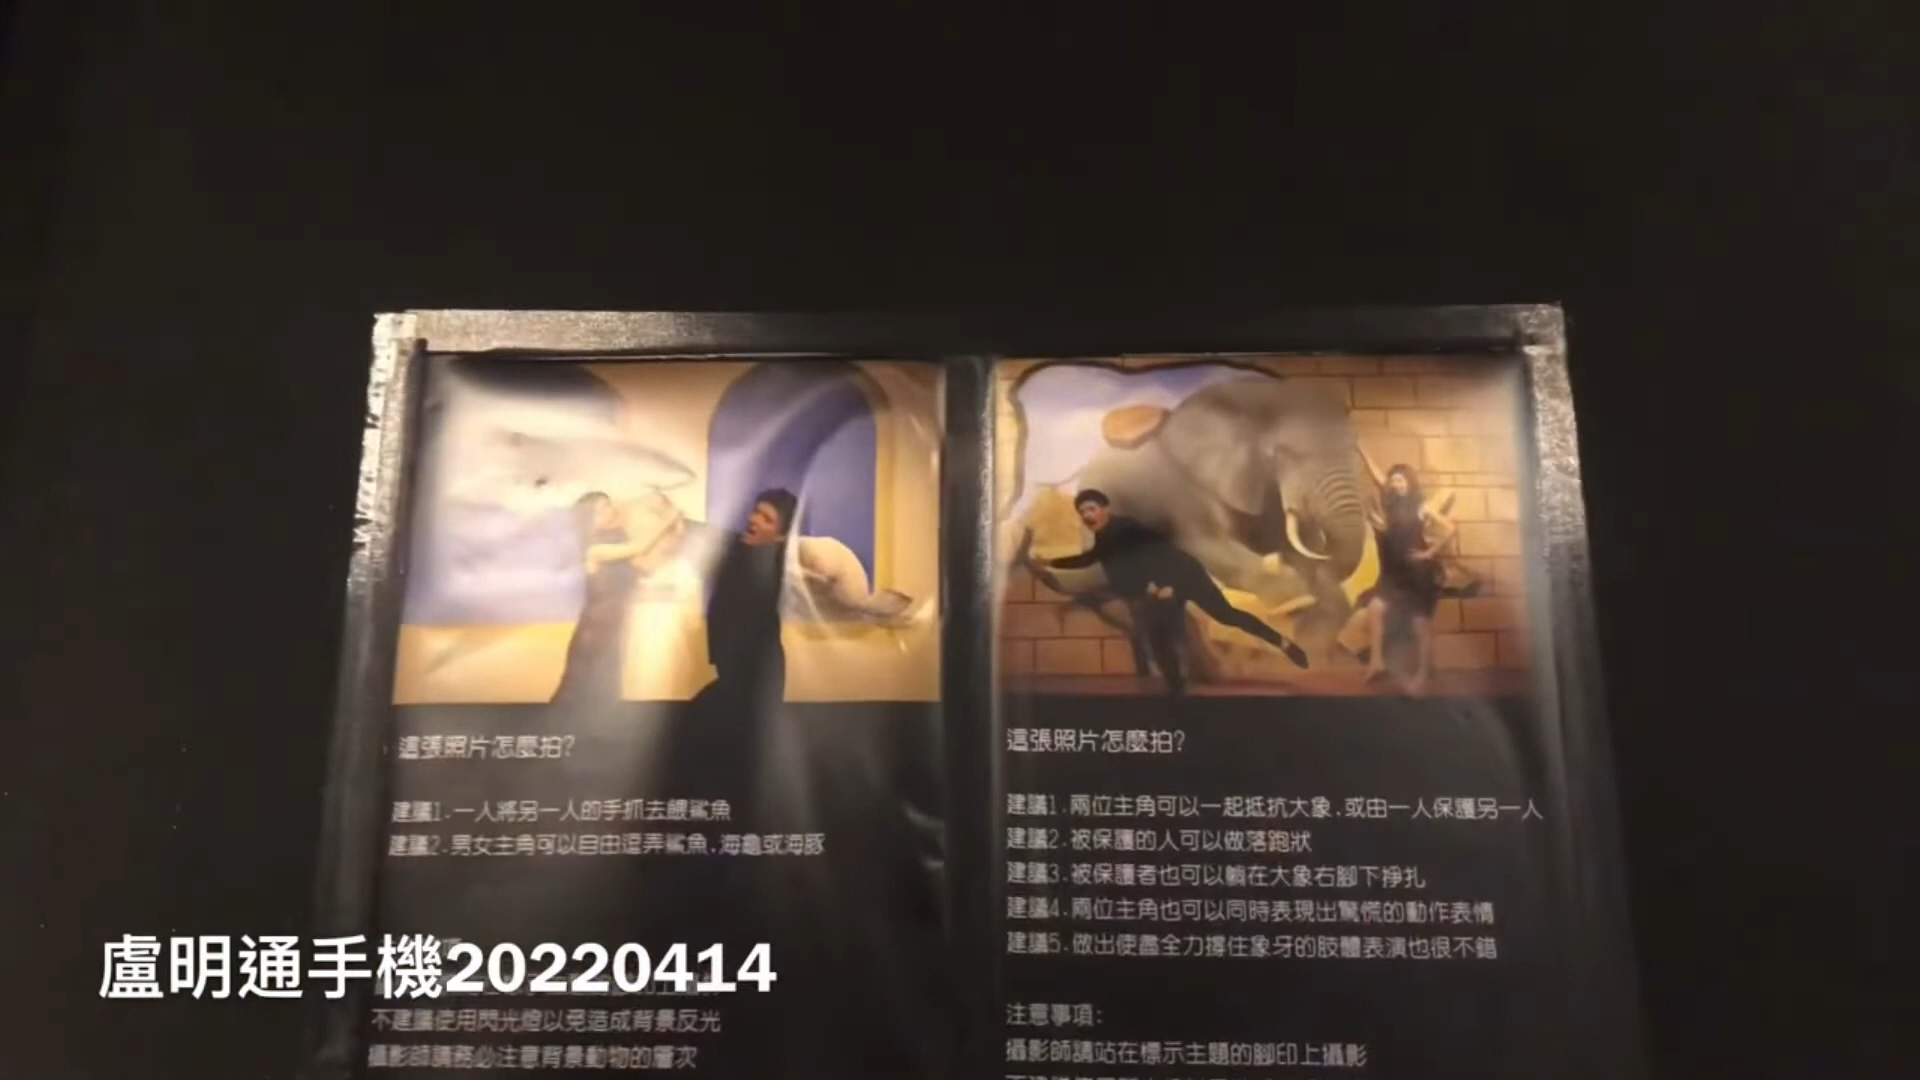 這張照片怎麼拍?
建議1.一人將另一人的手抓去餵鯊魚
建議2.男女主角可以自由逗弄鯊魚.海龜或海豚
不建議使用閃光燈以免造成背景反光
攝影師請務必注意背景動物的層次
這張照片怎麼拍?
建議1.兩位主角可以一起抵抗大象.或由一人保護另一人
建議2.被保護的人可以做落跑狀
建議3.被保護者也可以躺在大象右腳下掙扎
建議4.兩位主角也可以同時表現出驚慌的動作表情
建議5.做出使盡全力撐住象牙的肢體表演也很不錯
注意事項:
攝影師請站在標示主題的腳印上攝影
盧明通手機20220414